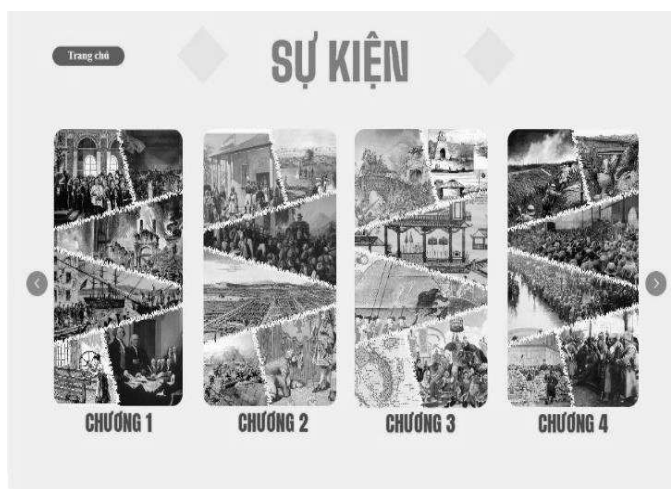 Trang chủ
SỰ KIỆN
CHƯƠNG 1
CHƯƠNG 2
CHƯƠNG 3
CHƯƠNG 4